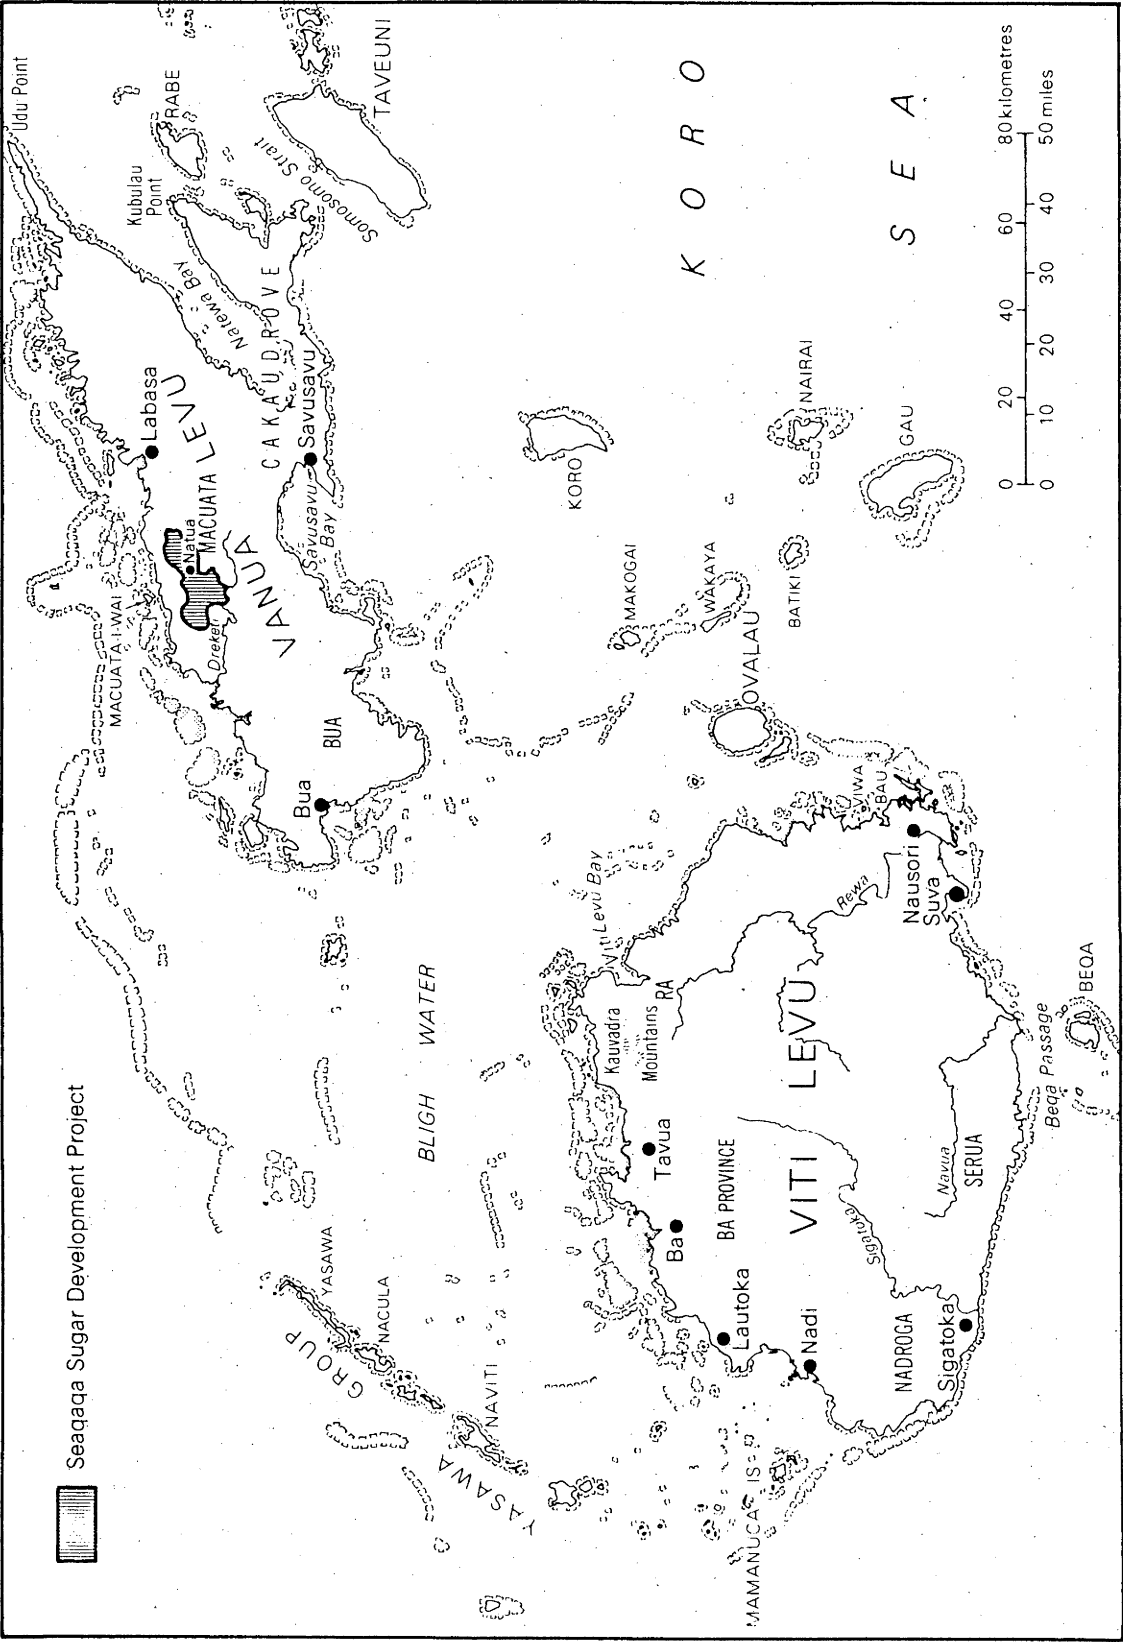 Seaqaqa Sugar Development Project
Udu Point
RABE
Kubulau
Point
TAVEUNI
Somosomo Strait
Natewa Bay
CAKAUDROVE
Labasa
VANUA LEVU
MACUATA
Natua
MACUATA-I-WAI
Dreketi
Savusavu
Savusavu
Bay
BUA
Bua
KORO SEA
BLIGH WATER
YASAWA GROUP
YASAWA
NACULA
NAVITI
MAMANUCA IS
KORO
NAIRAI
GAU
MAKOGAI
WAKAYA
BATIKI
OVALAU
VIWA
BAU
Viti Levu Bay
Kauvadra
Mountains
RA
Rewa
Nausori
Suva
Tavua
Ba
BA PROVINCE
VITI LEVU
Lautoka
Nadi
Sigatoka
NADROGA
Sigatoka
Navua
SERUA
Beqa Passage
BEQA
0 20 40 60 80 kilometres
0 10 20 30 40 50 miles